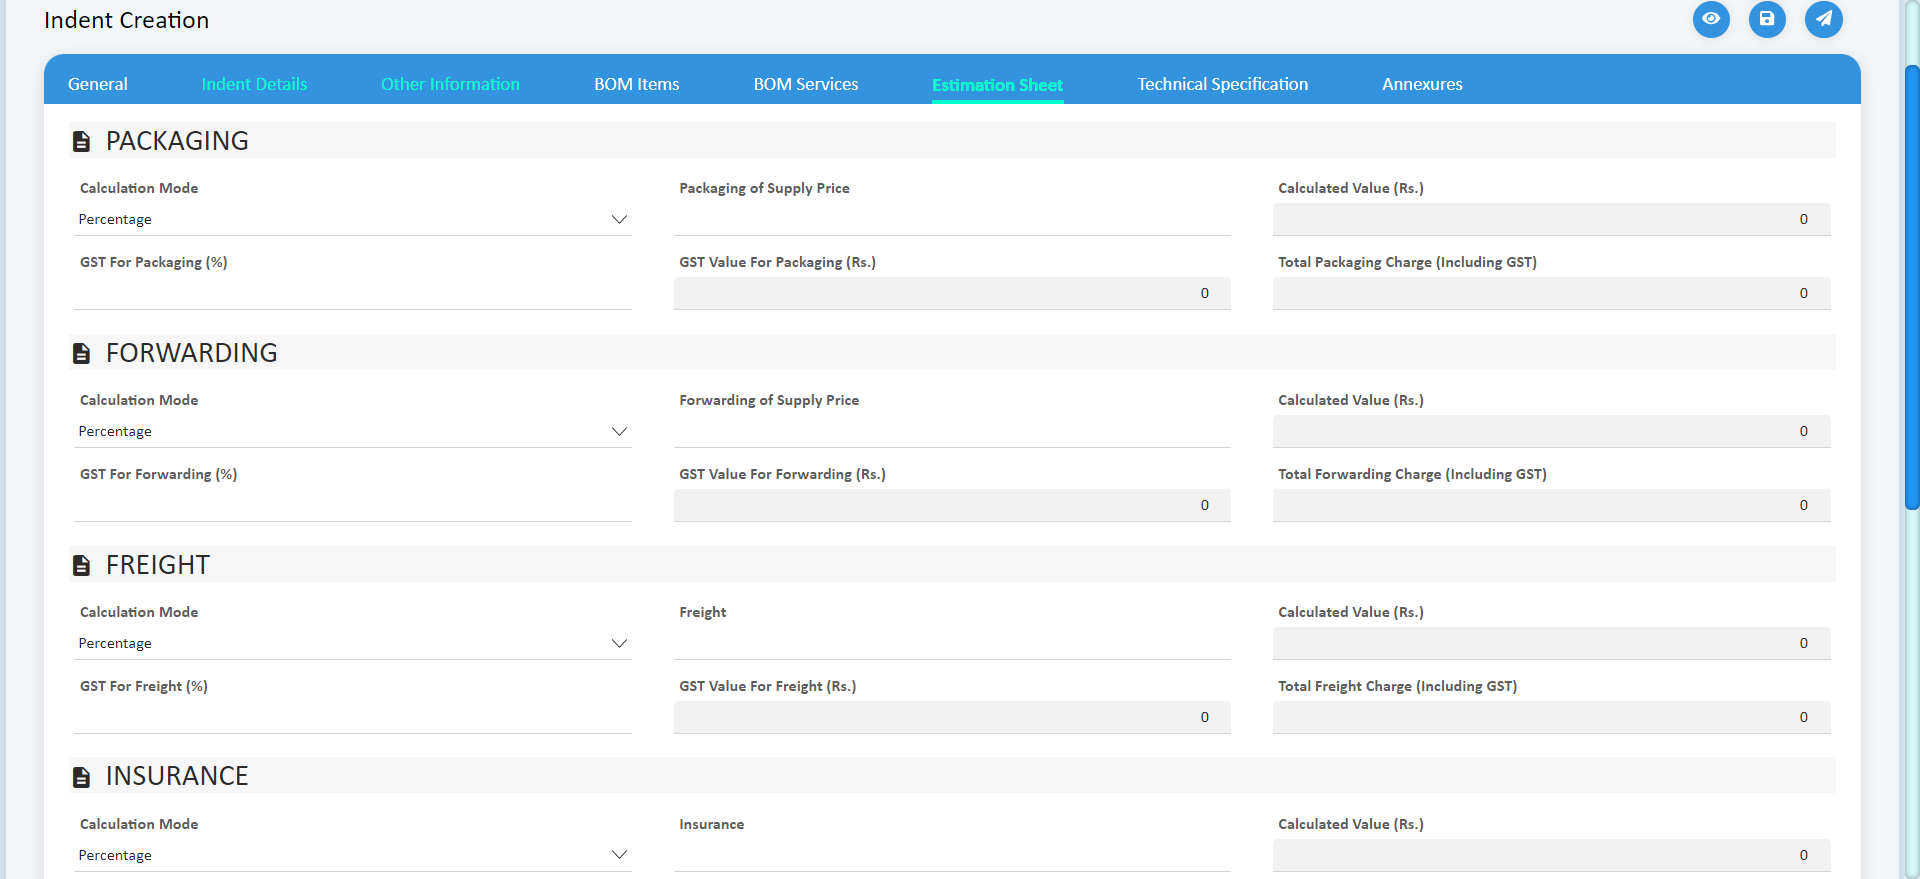 Indent Creation
General Indent Details Other Information BOM Items BOM Services Estimation Sheet Technical Specification Annexures
PACKAGING
Calculation Mode Packaging of Supply Price Calculated Value (Rs.)
Percentage 0
GST For Packaging (%) GST Value For Packaging (Rs.) Total Packaging Charge (Including GST)
0 0
FORWARDING
Calculation Mode Forwarding of Supply Price Calculated Value (Rs.)
Percentage 0
GST For Forwarding (%) GST Value For Forwarding (Rs.) Total Forwarding Charge (Including GST)
0 0
FREIGHT
Calculation Mode Freight Calculated Value (Rs.)
Percentage 0
GST For Freight (%) GST Value For Freight (Rs.) Total Freight Charge (Including GST)
0 0
INSURANCE
Calculation Mode Insurance Calculated Value (Rs.)
Percentage 0